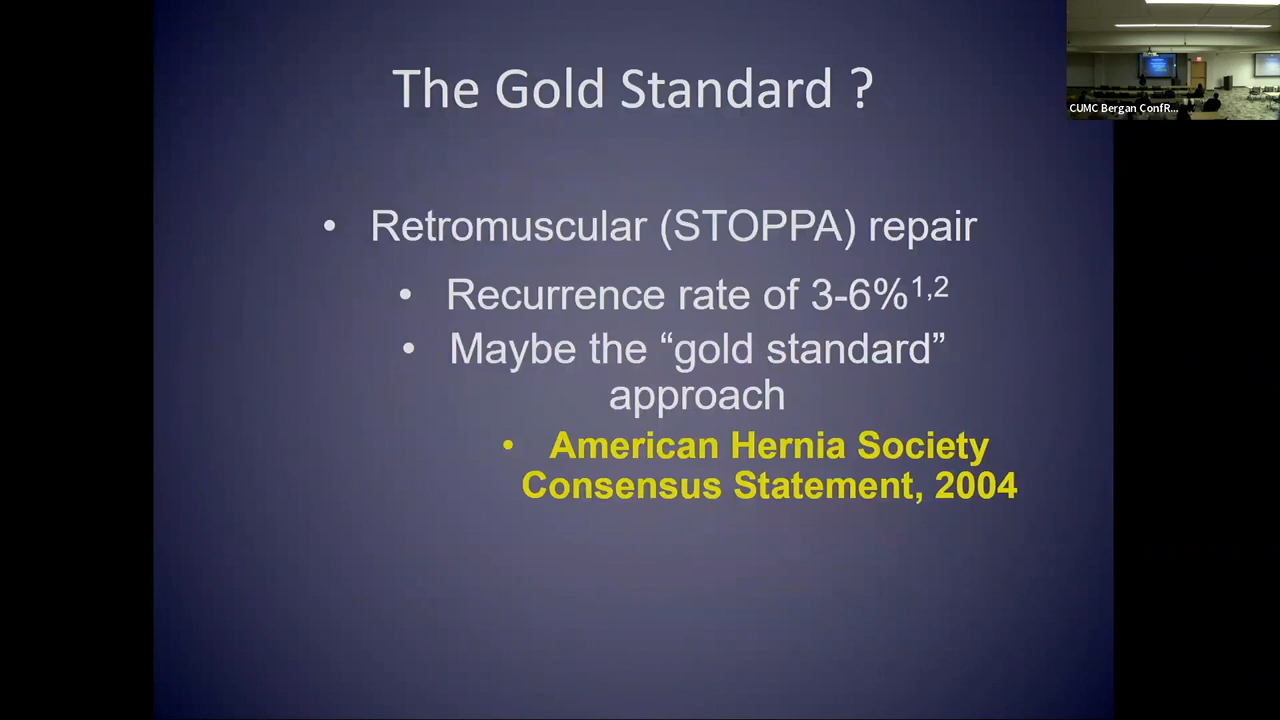 The Gold Standard ?
CUMC Bergan ConfR...
• Retromuscular (STOPPA) repair
• Recurrence rate of 3-6%1,2
• Maybe the “gold standard”
approach
• American Hernia Society
Consensus Statement, 2004